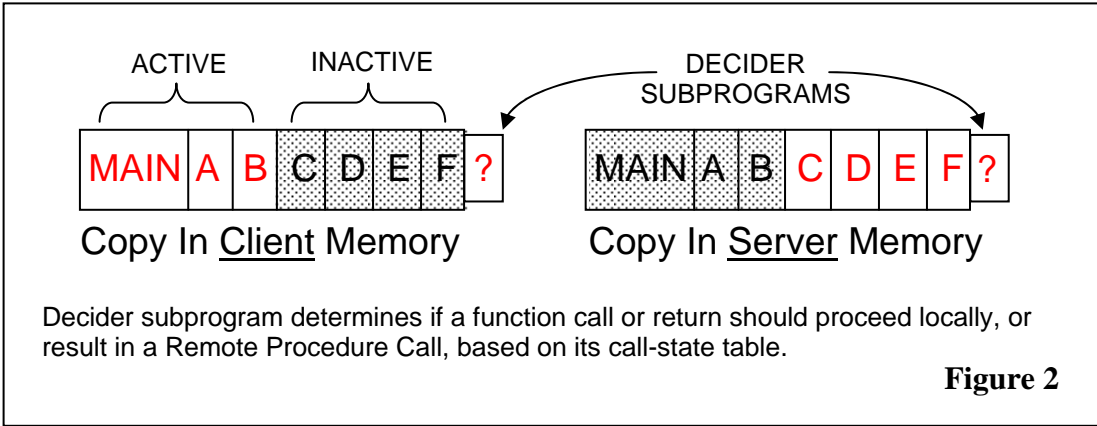 ACTIVE INACTIVE DECIDER
SUBPROGRAMS
MAIN A B C D E F ? MAIN A B C D E F ?
Copy In Client Memory Copy In Server Memory
Decider subprogram determines if a function call or return should proceed locally, or
result in a Remote Procedure Call, based on its call-state table.
Figure 2